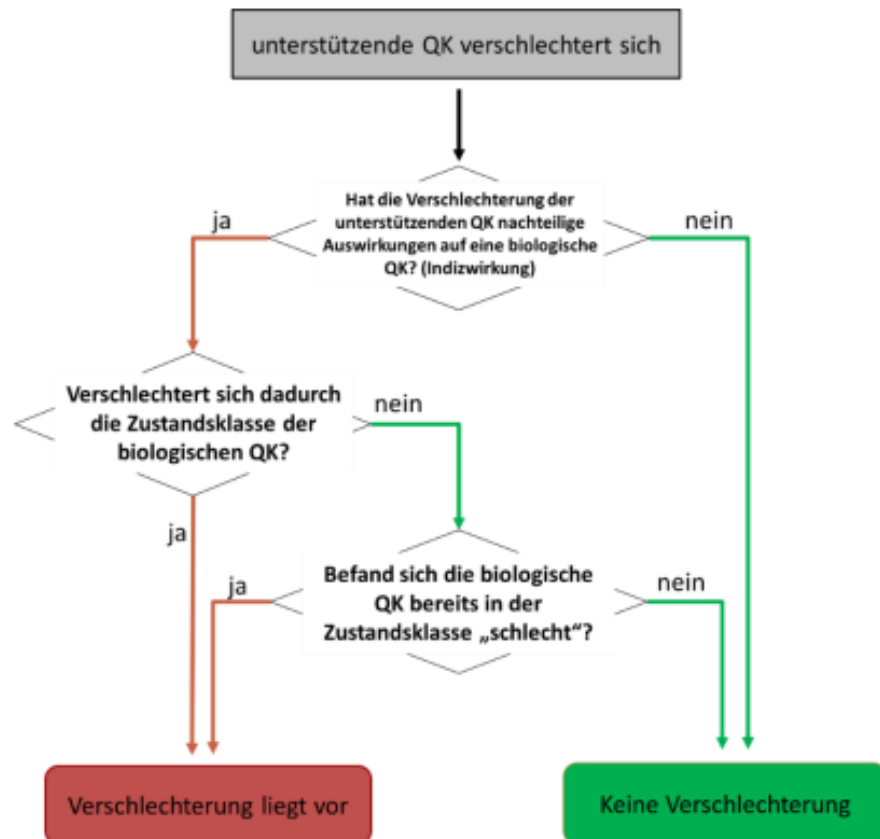 unterstützende QK verschlechtert sich
Hat die Verschlechterung der
unterstützenden QK nachteilige
Auswirkungen auf eine biologische
QK? (Indizwirkung)
ja
nein
Verschlechtert sich dadurch
die Zustandsklasse der
biologischen QK?
nein
ja
Befand sich die biologische
QK bereits in der
Zustandsklasse „schlecht“?
ja
nein
Verschlechterung liegt vor
Keine Verschlechterung